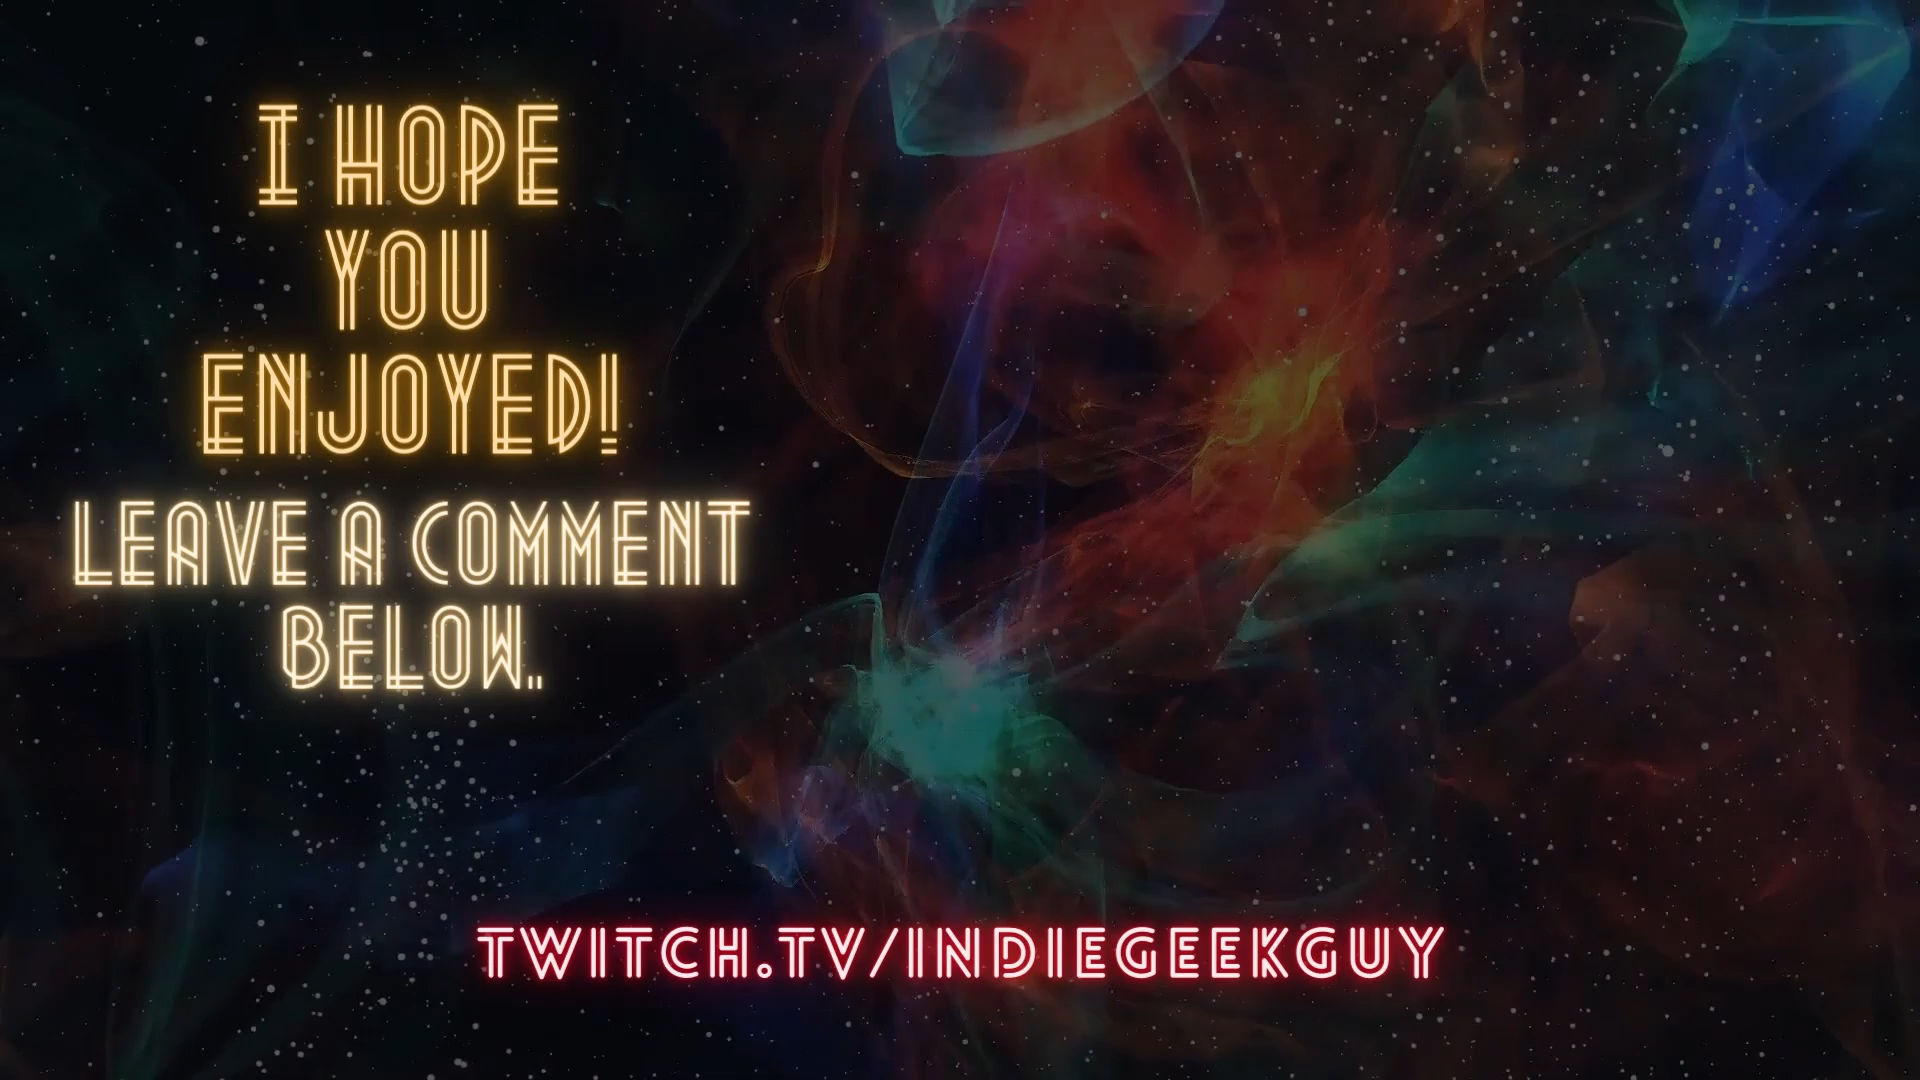 I HOPE
YOU
ENJOYED!
LEAVE A COMMENT
BELOW..
TWITCH.TV/INDIEGEEKGUY